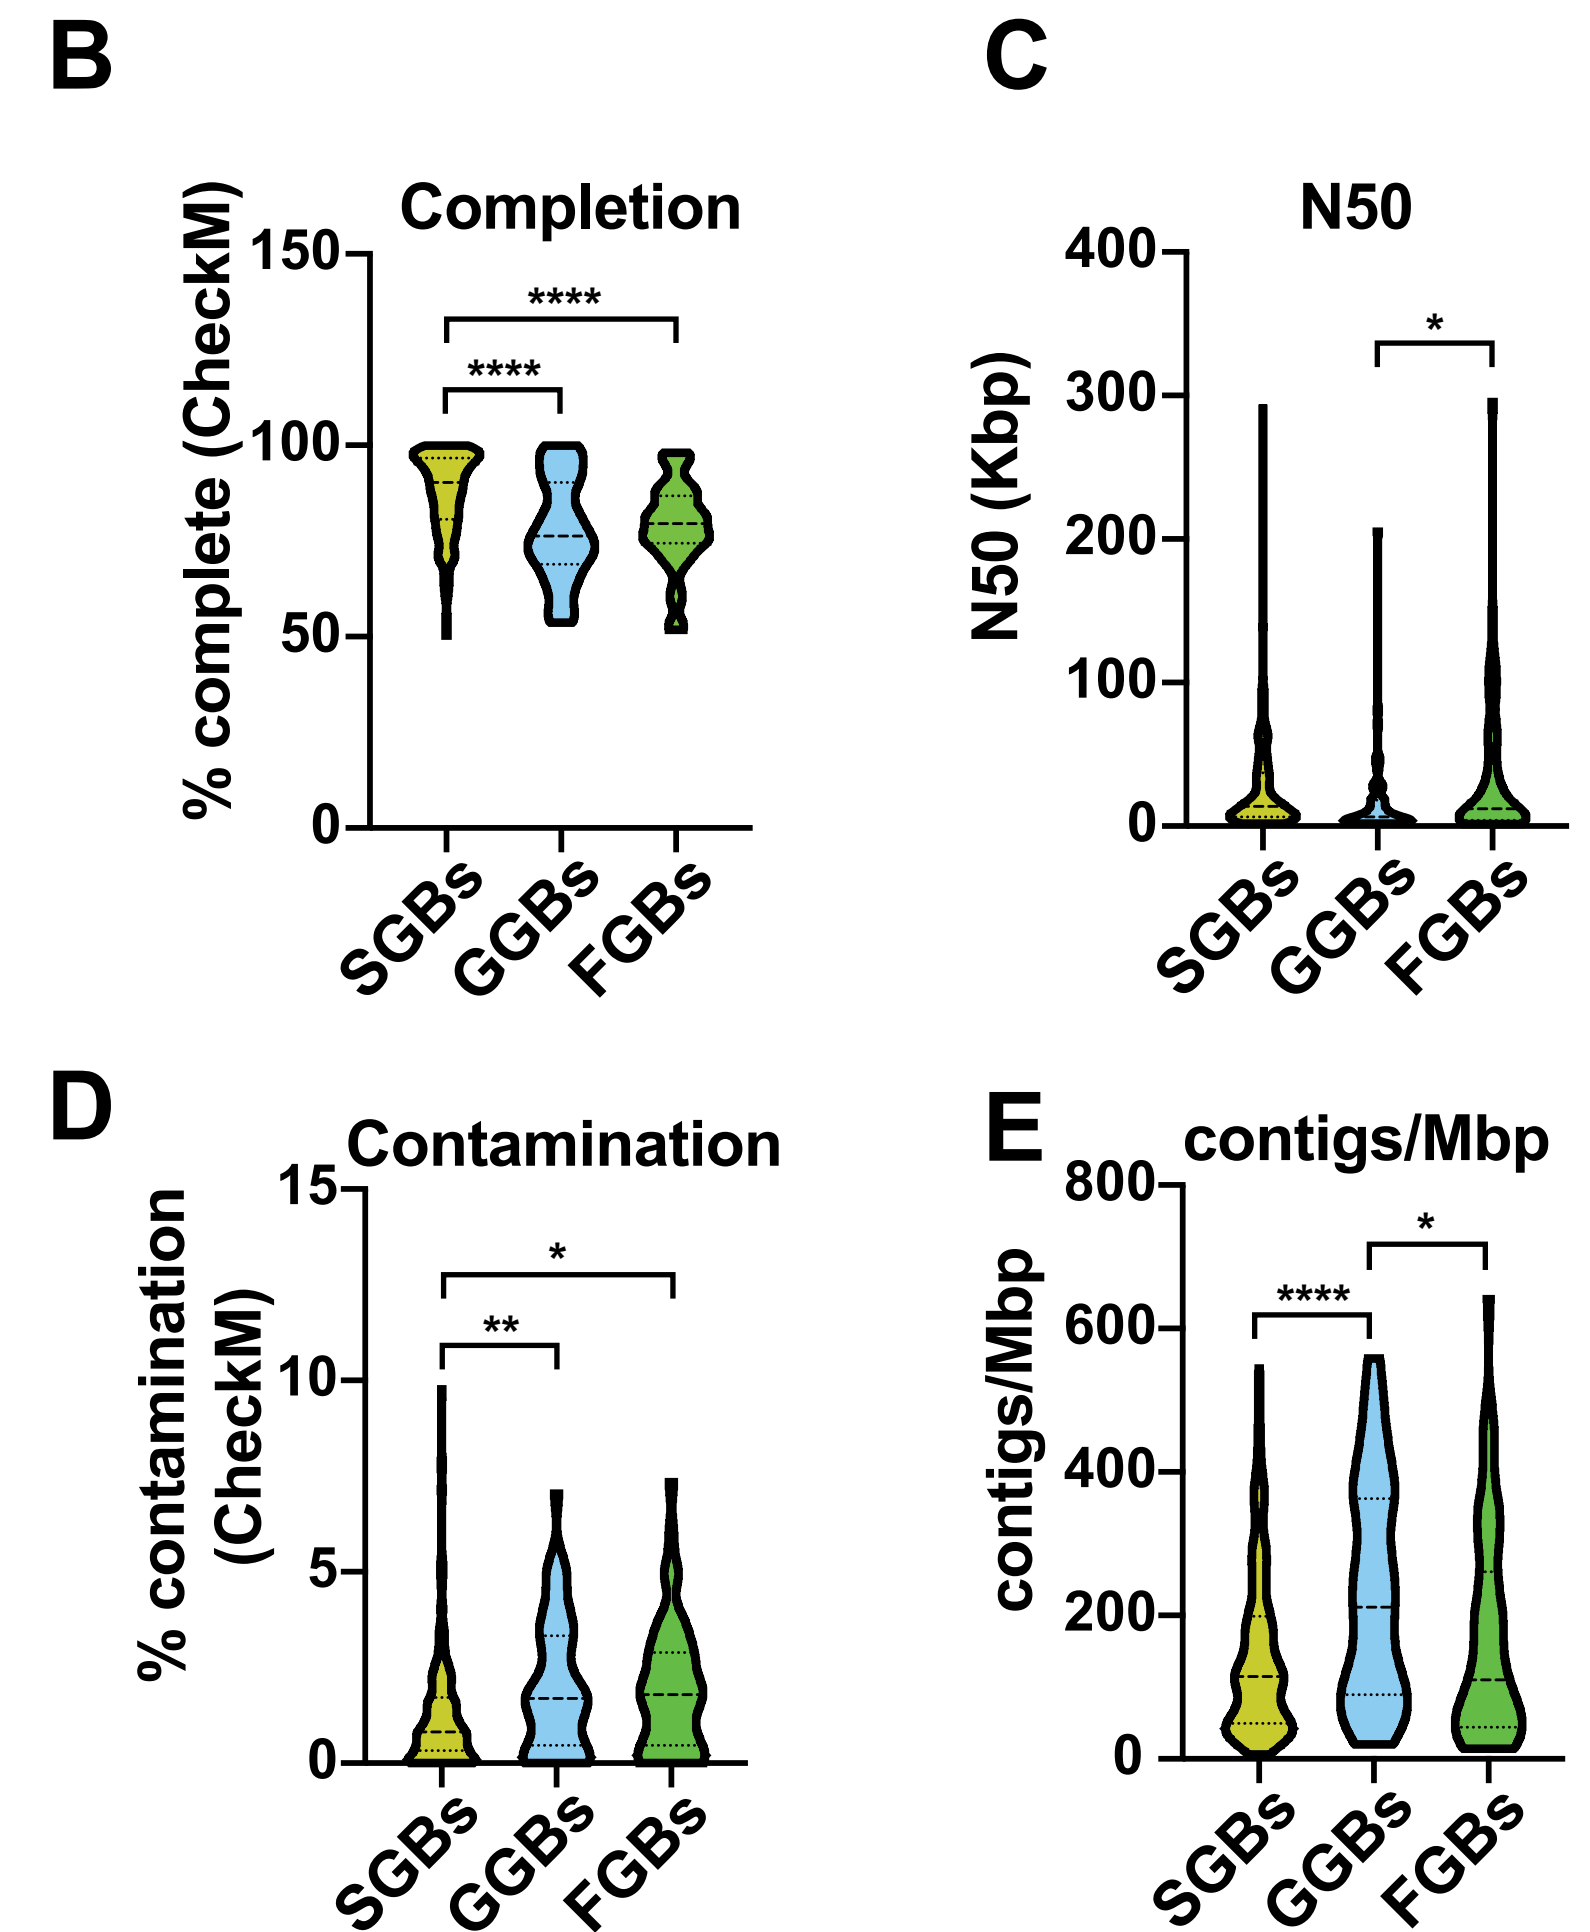 B
Completion
% complete (CheckM)
150
100
50
0
****
****
SGBs
GGBs
FGBs
C
N50
N50 (Kbp)
400
300
200
100
0
*
SGBs
GGBs
FGBs
D
Contamination
% contamination
(CheckM)
15
10
5
0
*
**
SGBs
GGBs
FGBs
E
contigs/Mbp
contigs/Mbp
800
600
400
200
0
*
****
SGBs
GGBs
FGBs